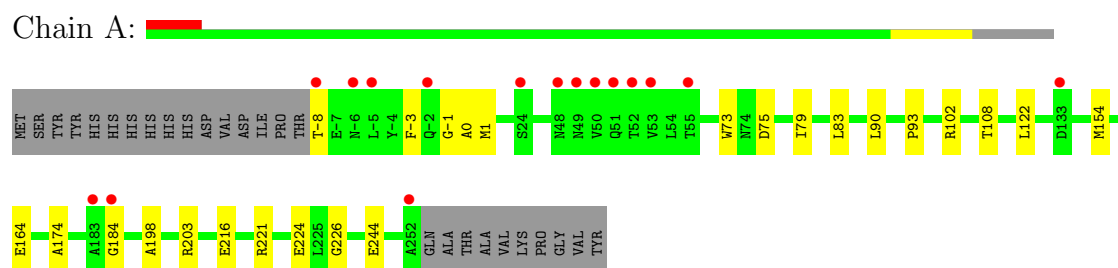 Chain A:
MET SER TYR TYR HIS HIS HIS HIS HIS HIS ASP VAL ASP ILE PRO THR T-8 E-7 N-6 L-5 Y-4 F-3 Q-2 G-1 A0 M1 S24 N48 N49 V50 Q51 T52 V53 L54 T55 W73 N74 D75 I79 L83 L90 P93 R102 T108 L122 D133 M154
E164 A174 A183 G184 A198 R203 E216 R221 E224 L225 G226 E244 A252 GLN ALA THR ALA VAL LYS PRO GLY VAL TYR